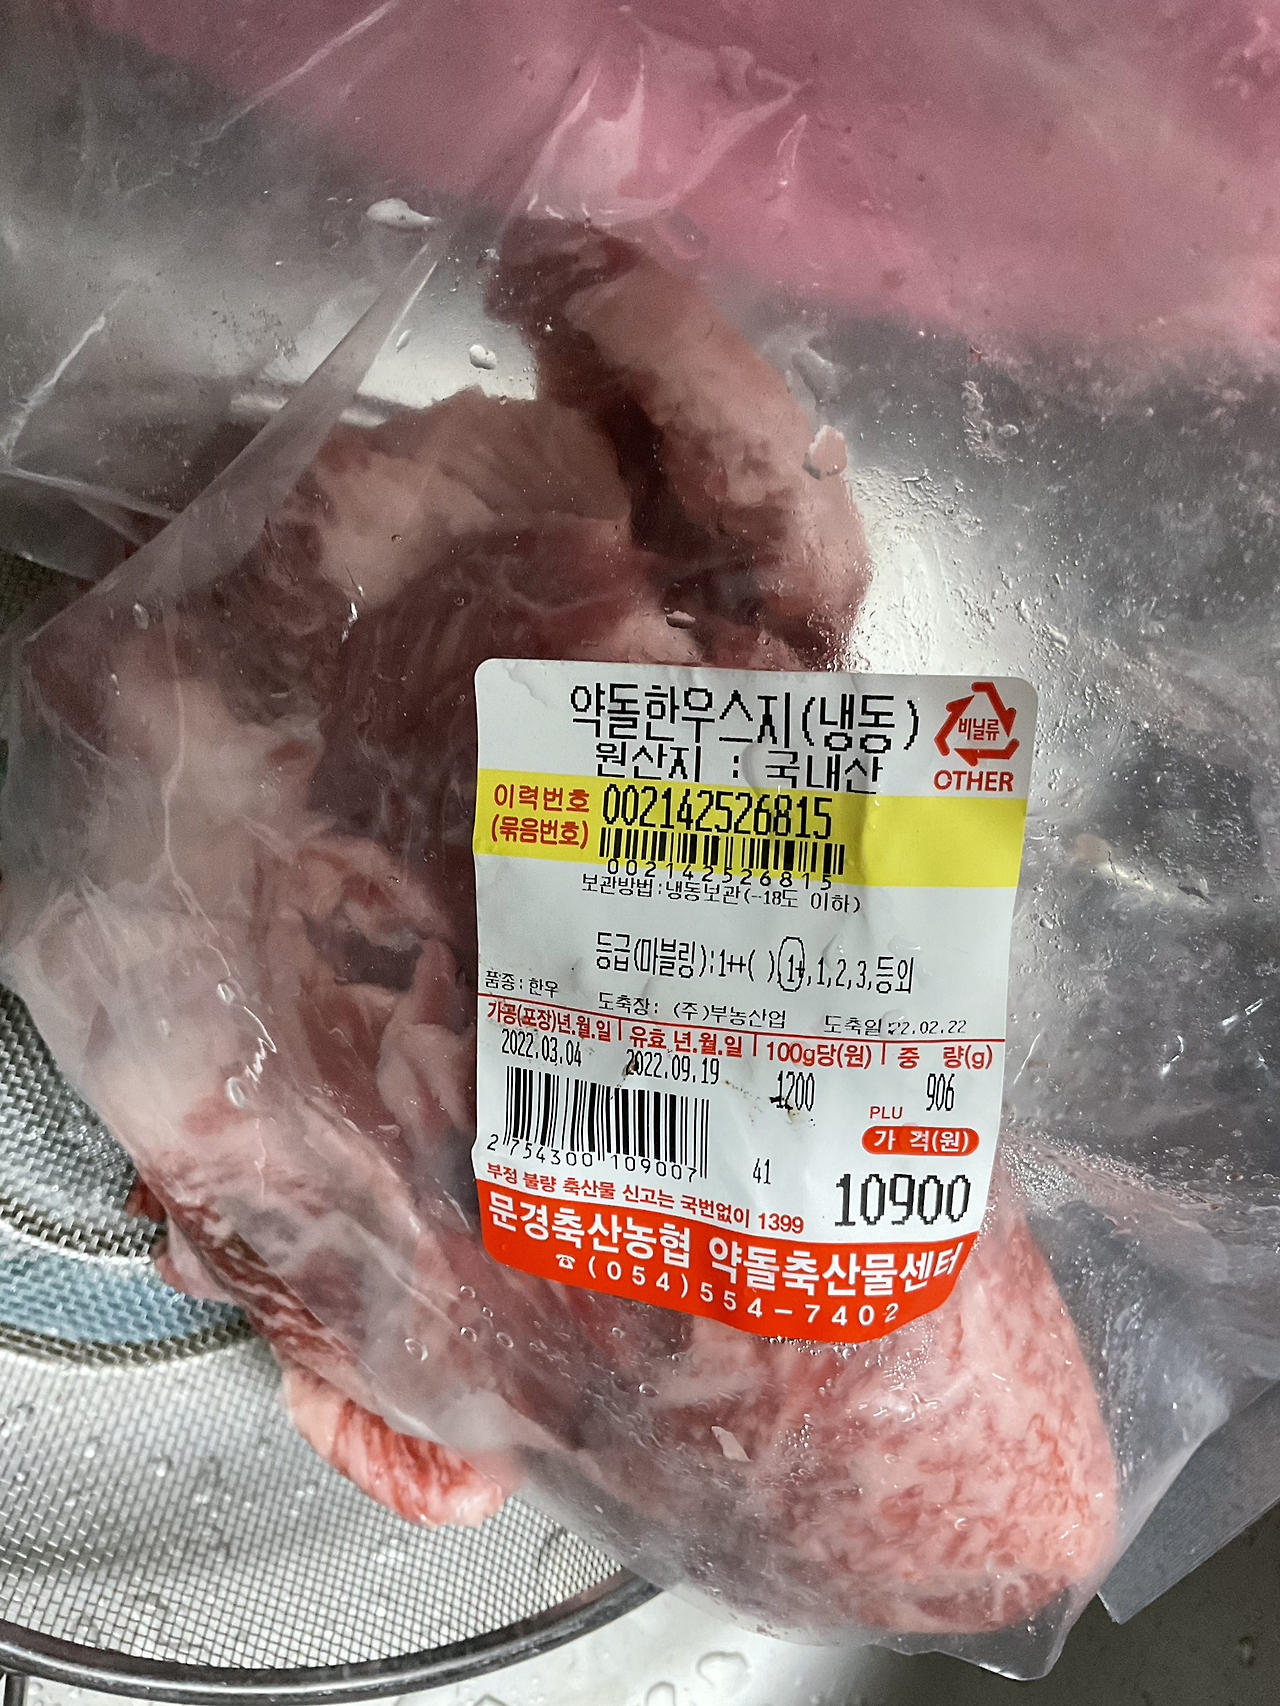 약돌한우스지(냉동)
비닐류
OTHER
원산지 : 국내산
이력번호
(묶음번호)
002142526815
002142526815
보관방법:냉동보관(-18도 이하)
등급(마블링):1++( ),1+,1,2,3,등외
품종:한우
도축장: (주)부농산업
도축일:22.02.22
가공(포장)년.월.일
유효 년.월.일
100g당(원)
중 량(g)
2022.03.04
2022.09.19
1200
906
PLU
가 격(원)
2 754300 109007
41
10900
부정 불량 축산물 신고는 국번없이 1399
문경축산농협 약돌축산물센터
☎(054)554-7402